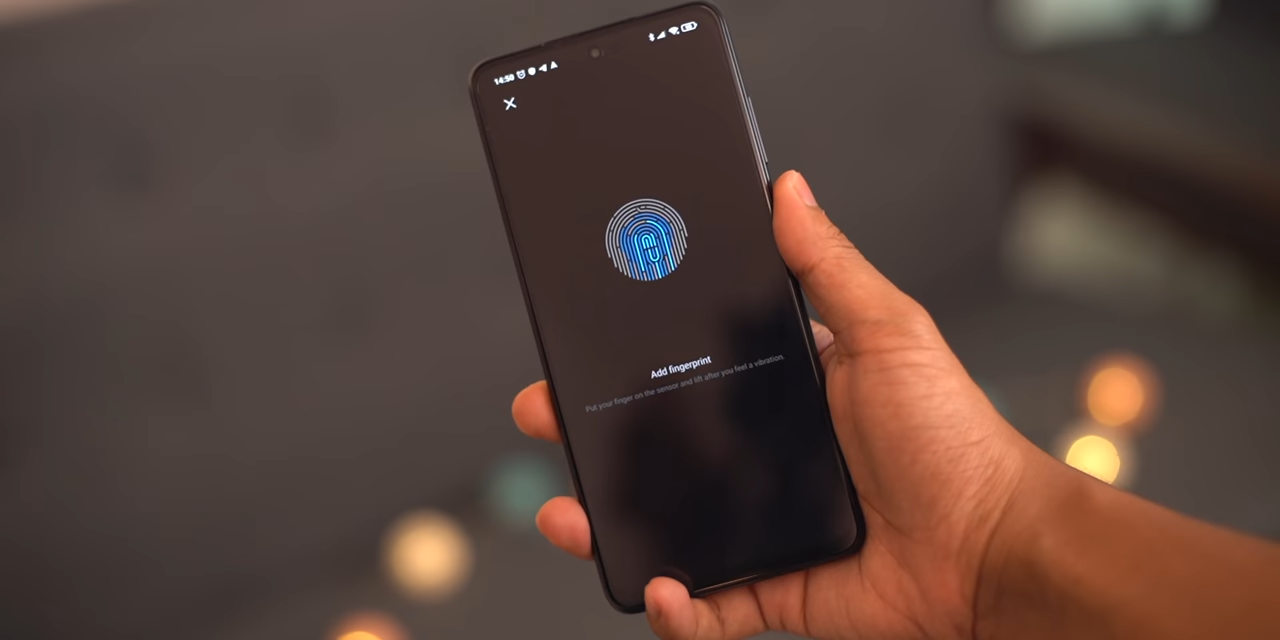 14:50
Add fingerprint
Put your finger on the sensor and lift after you feel a vibration.